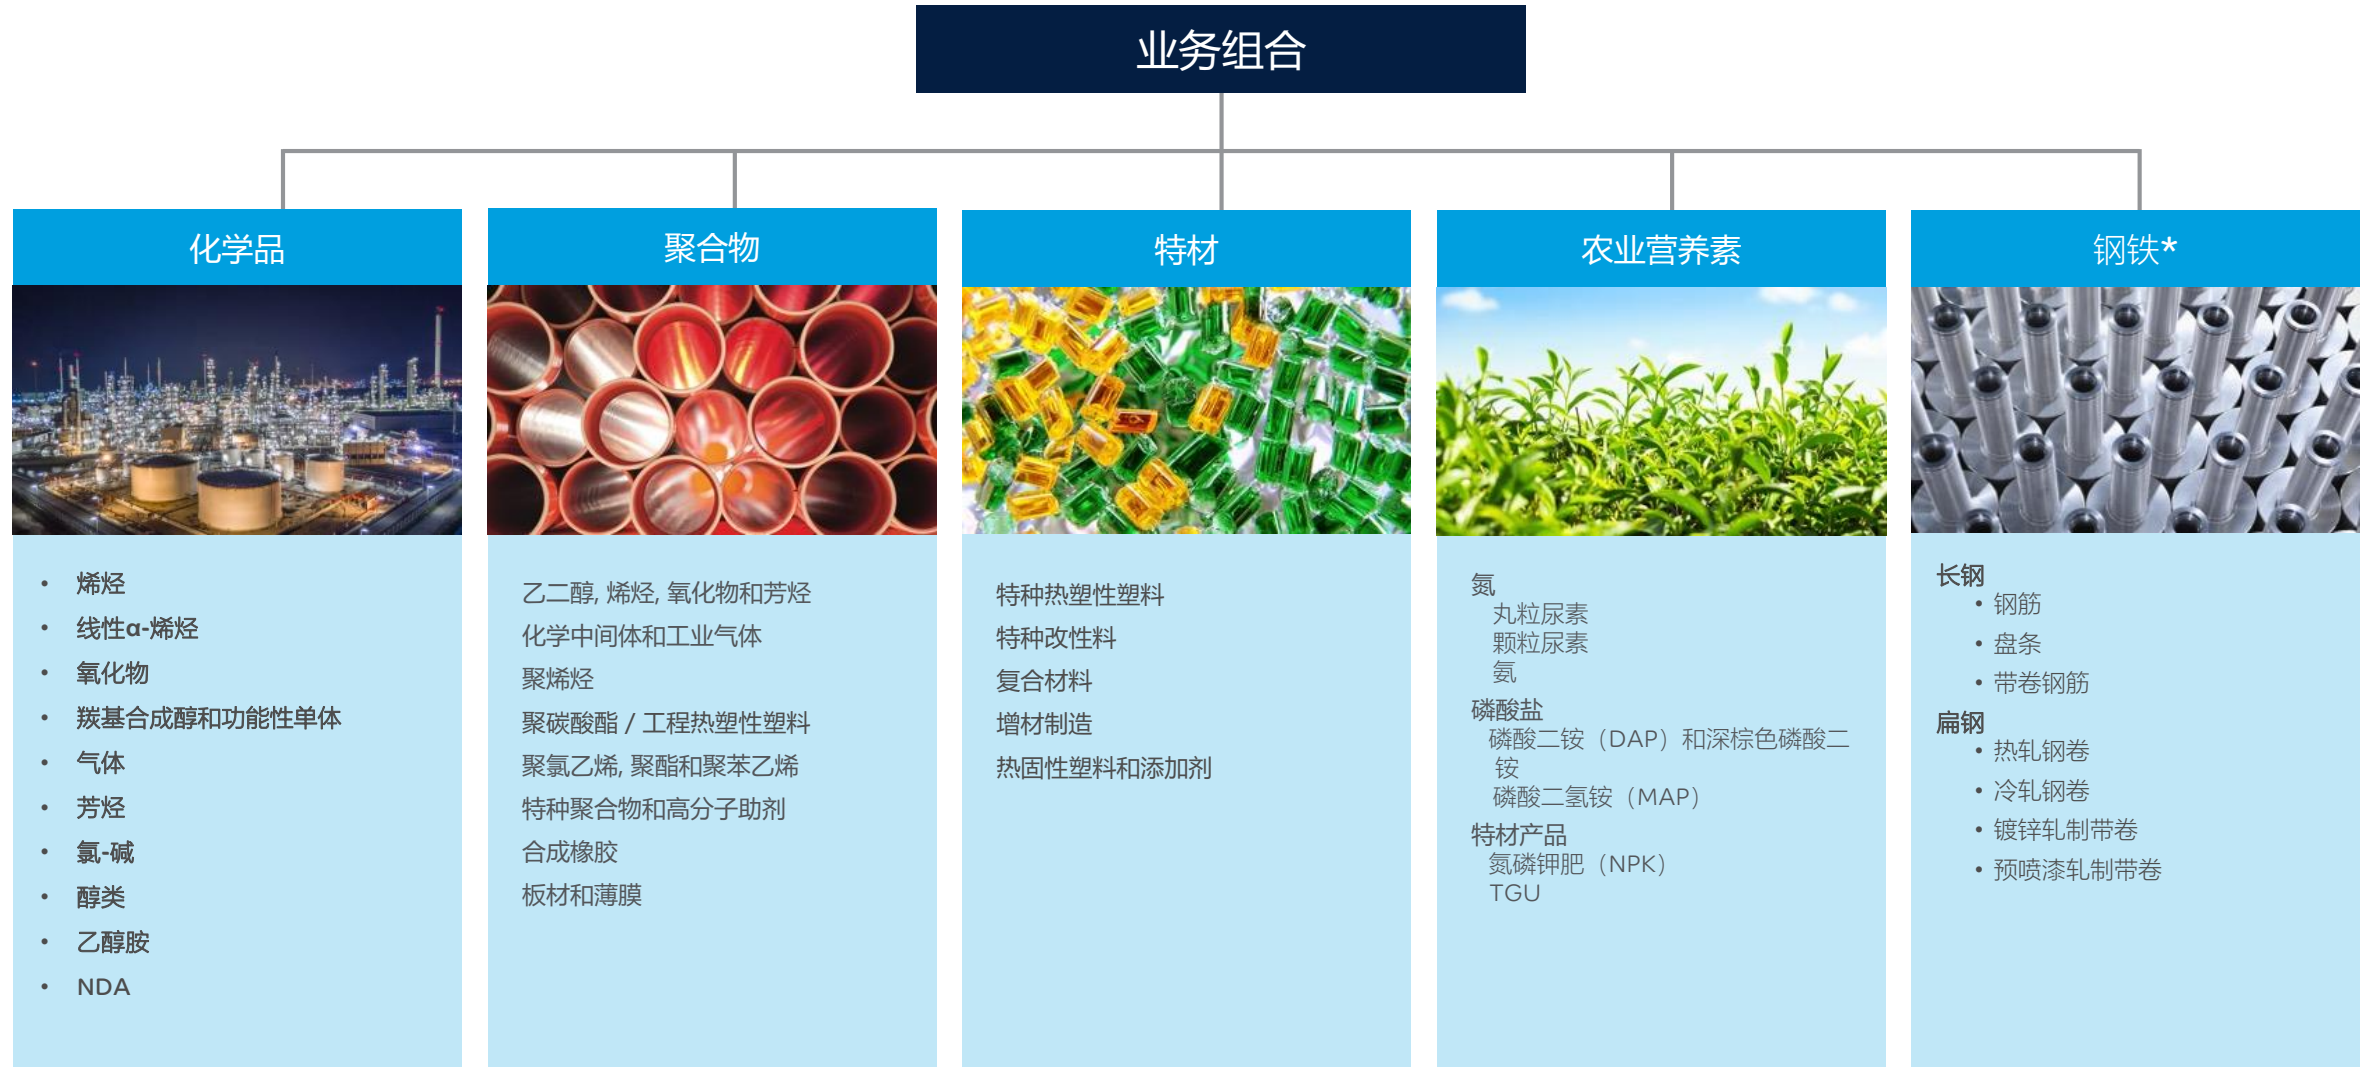 业务组合
化学品
烯烃
线性α-烯烃
氧化物
羰基合成醇和功能性单体
气体
芳烃
氯-碱
醇类
乙醇胺
NDA
聚合物
乙二醇, 烯烃, 氧化物和芳烃
化学中间体和工业气体
聚烯烃
聚碳酸酯 / 工程热塑性塑料
聚氯乙烯, 聚酯和聚苯乙烯
特种聚合物和高分子助剂
合成橡胶
板材和薄膜
特材
特种热塑性塑料
特种改性料
复合材料
增材制造
热固性塑料和添加剂
农业营养素
氮
丸粒尿素
颗粒尿素
氨
磷酸盐
磷酸二铵（DAP）和深棕色磷酸二
铵
磷酸二氢铵（MAP）
特材产品
氮磷钾肥（NPK）
TGU
钢铁*
长钢
• 钢筋
• 盘条
• 带卷钢筋
扁钢
• 热轧钢卷
• 冷轧钢卷
• 镀锌轧制带卷
• 预喷漆轧制带卷